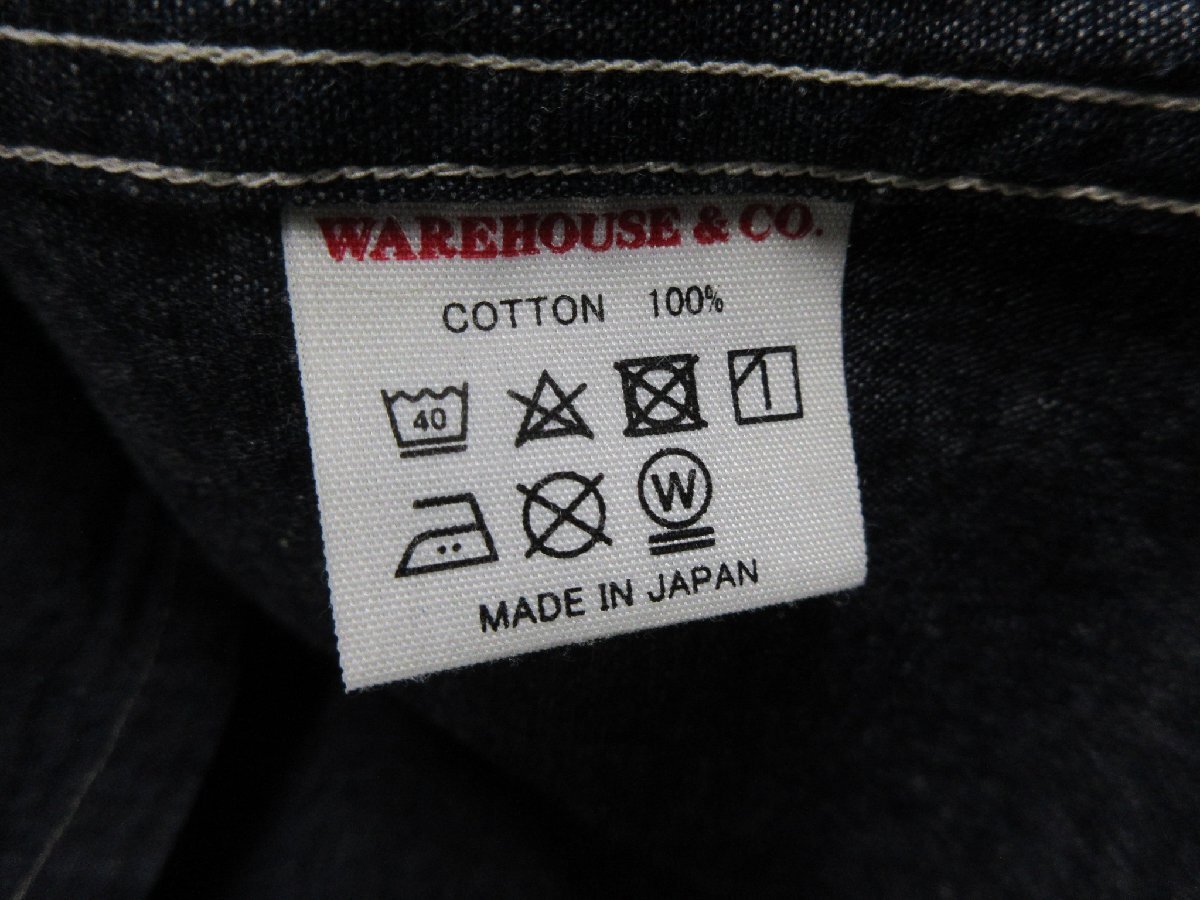 WAREHOUSE & CO.
COTTON 100%
40
W
MADE IN JAPAN